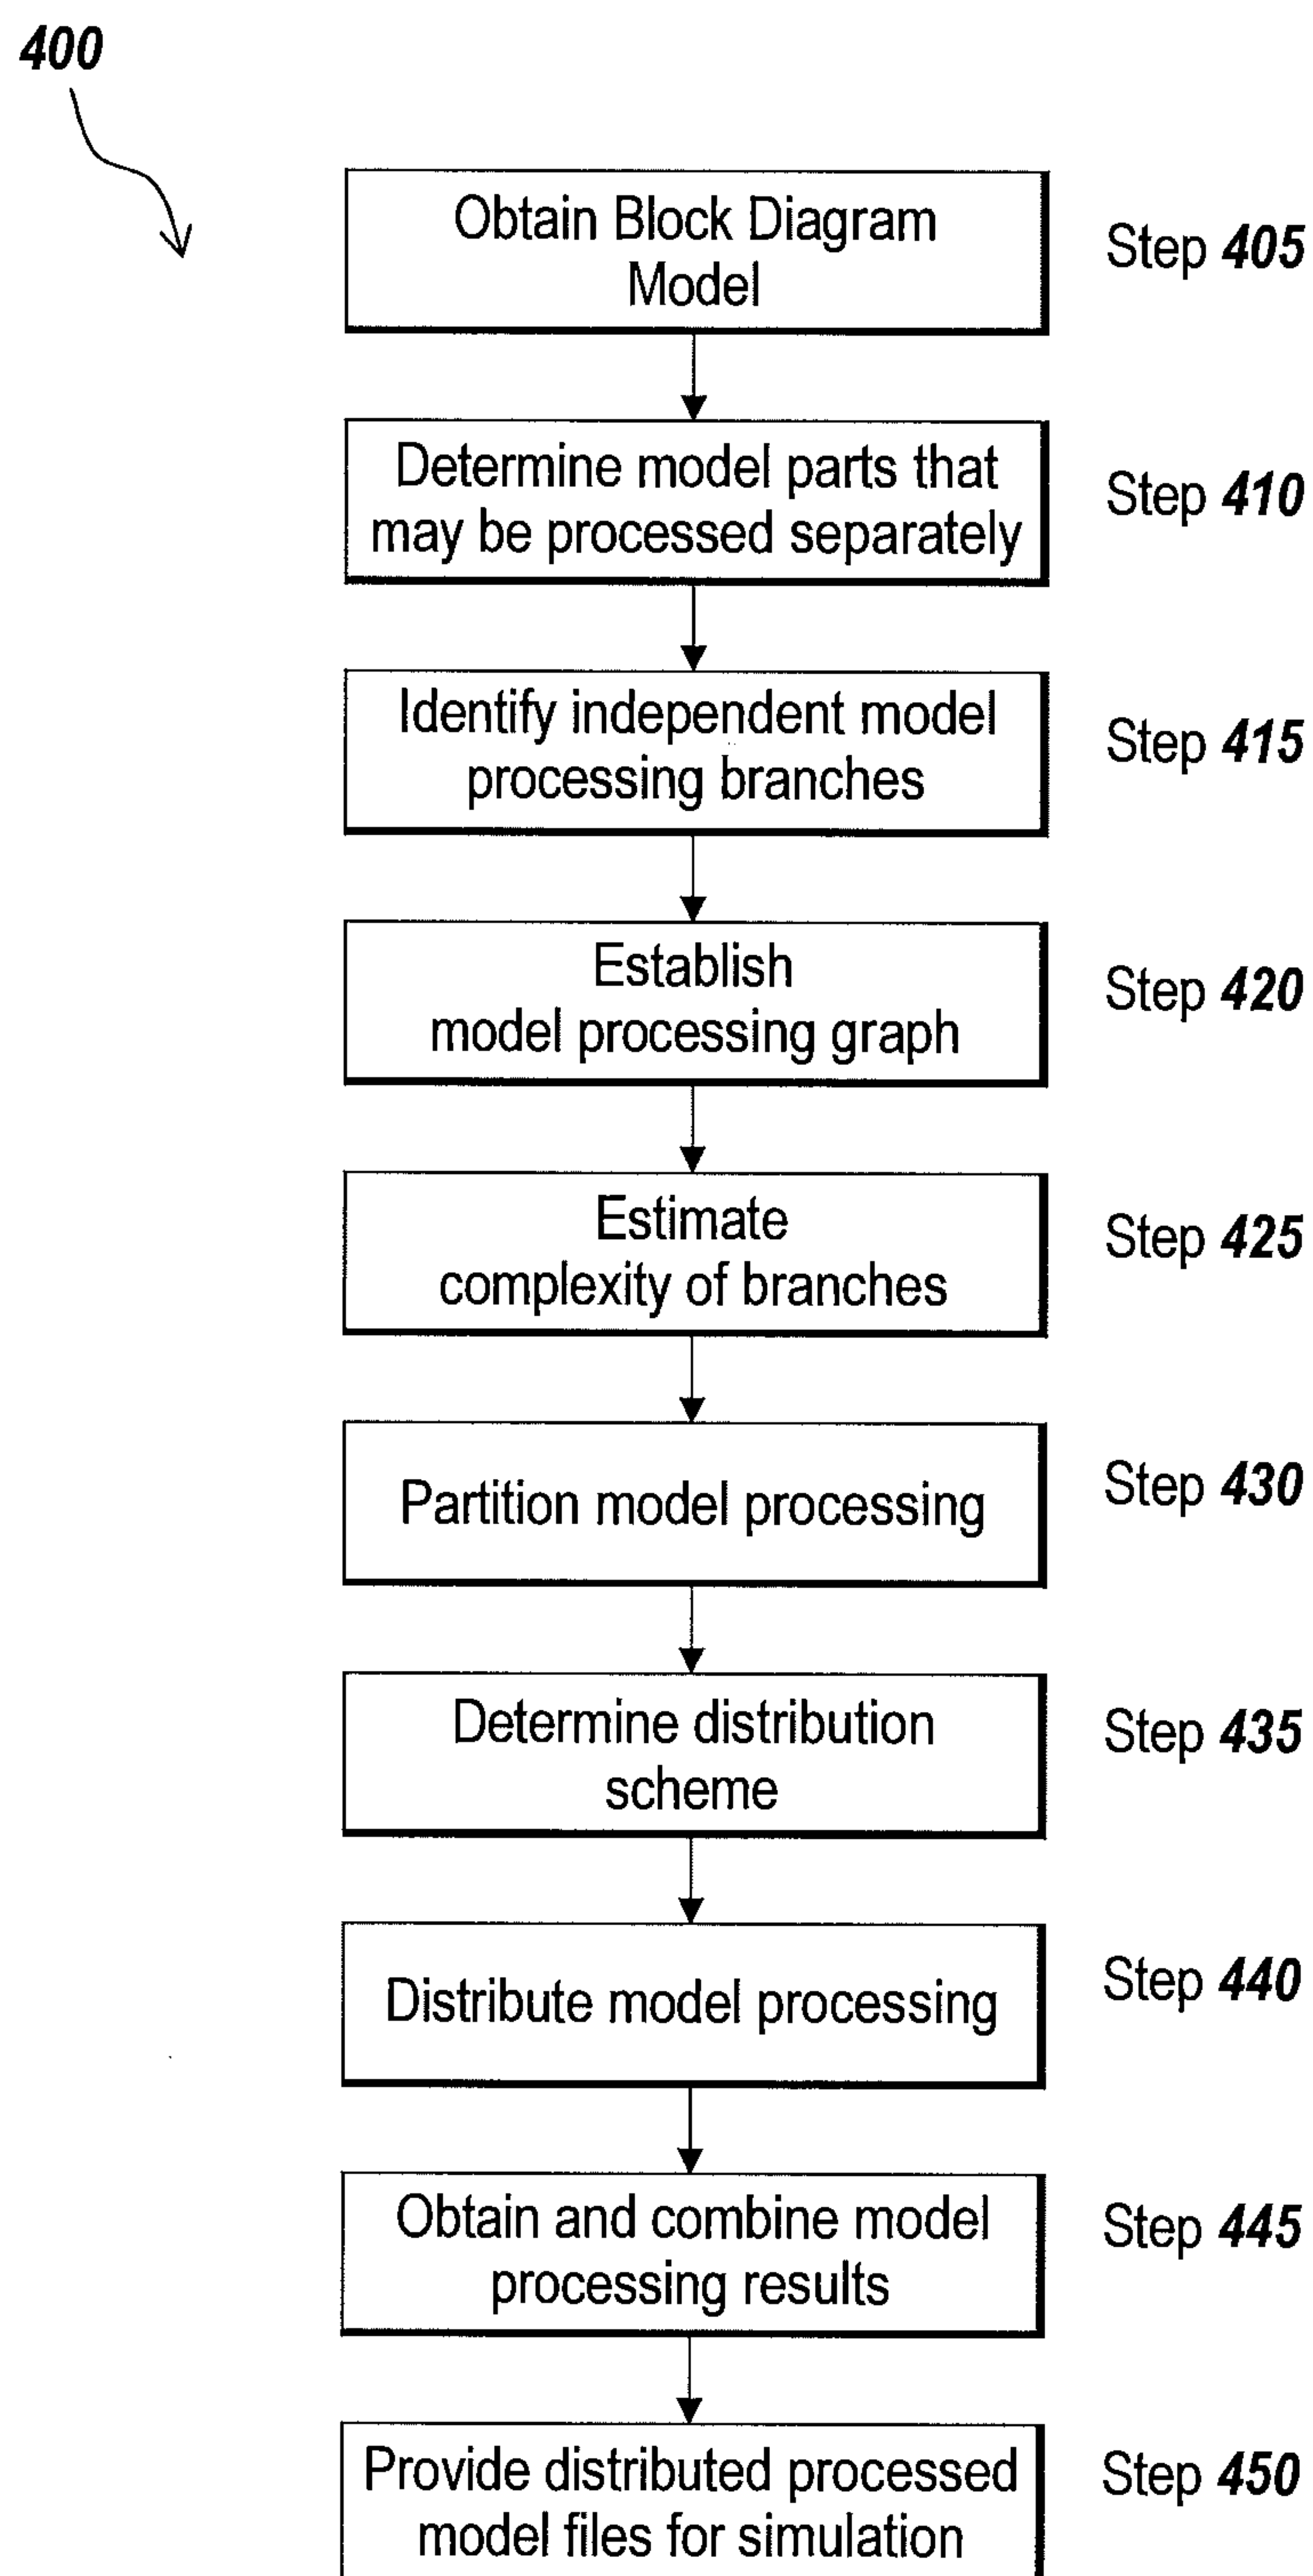 400
Obtain Block Diagram
Model
Step 405
Determine model parts that
may be processed separately
Step 410
Identify independent model
processing branches
Step 415
Establish
model processing graph
Step 420
Estimate
complexity of branches
Step 425
Partition model processing
Step 430
Determine distribution
scheme
Step 435
Distribute model processing
Step 440
Obtain and combine model
processing results
Step 445
Provide distributed processed
model files for simulation
Step 450